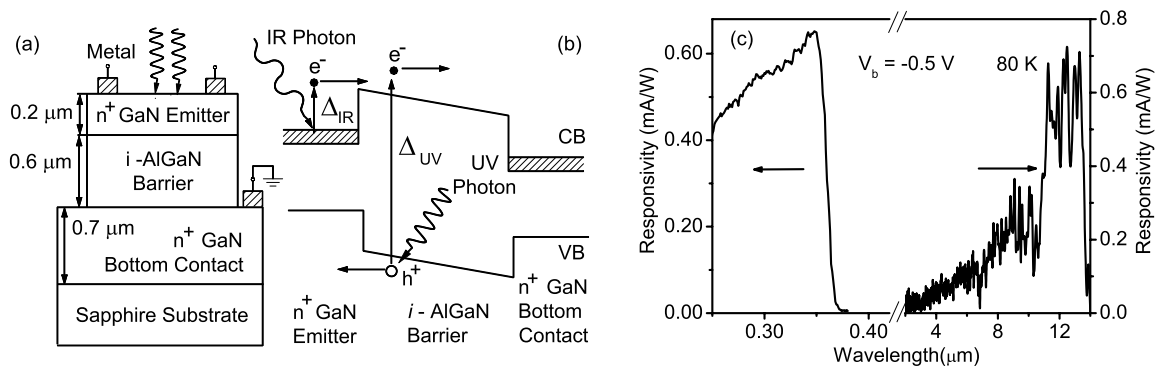 (a)
Metal
n+ GaN Emitter
0.2 μm
i -AlGaN
Barrier
0.6 μm
0.7 μm
n+ GaN
Bottom Contact
Sapphire Substrate
(b)
IR Photon
e-
e-
ΔIR
ΔUV
CB
UV
Photon
VB
h+
n+ GaN
Emitter
i - AlGaN
Barrier
n+ GaN
Bottom
Contact
(c)
Vb = -0.5 V
80 K
Responsivity (mA/W)
0.60
0.40
0.20
0.00
0.30
0.40
4
8
12
Wavelength(μm)
0.8
0.6
0.4
0.2
0.0
Responsivity (mA/W)